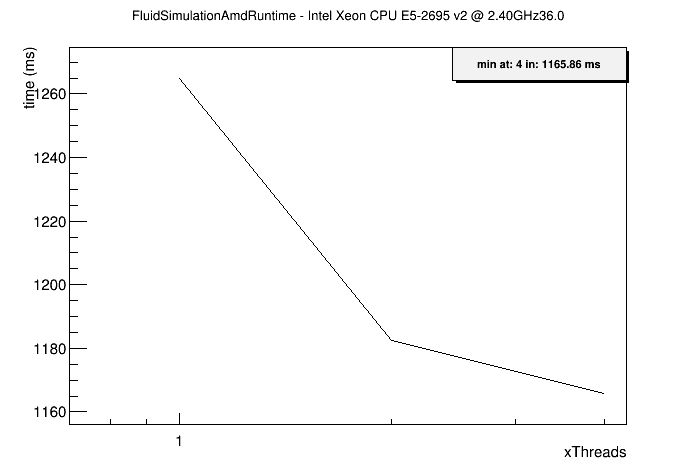 FluidSimulationAmdRuntime - Intel Xeon CPU E5-2695 v2 @ 2.40GHz36.0
time (ms)
min at: 4 in: 1165.86 ms
1260
1240
1220
1200
1180
1160
1
xThreads